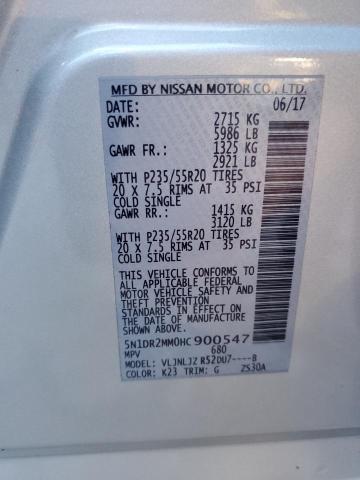 MFD BY NISSAN MOTOR CO., LTD.
DATE: 06/17
GVWR: 2715 KG
5986 LB
GAWR FR.: 1325 KG
2921 LB
WITH P235/55R20 TIRES
20 X 7.5 RIMS AT 35 PSI
COLD SINGLE
GAWR RR.: 1415 KG
3120 LB
WITH P235/55R20 TIRES
20 X 7.5 RIMS AT 35 PSI
COLD SINGLE
THIS VEHICLE CONFORMS TO
ALL APPLICABLE FEDERAL
MOTOR VEHICLE SAFETY AND
THEFT PREVENTION
STANDARDS IN EFFECT ON
THE DATE OF MANUFACTURE
SHOWN ABOVE.
5N1DR2MM0HC900547
MPV 680
MODEL: VLJNLJZ R52DU7----B
COLOR: K23 TRIM: G ZS30A